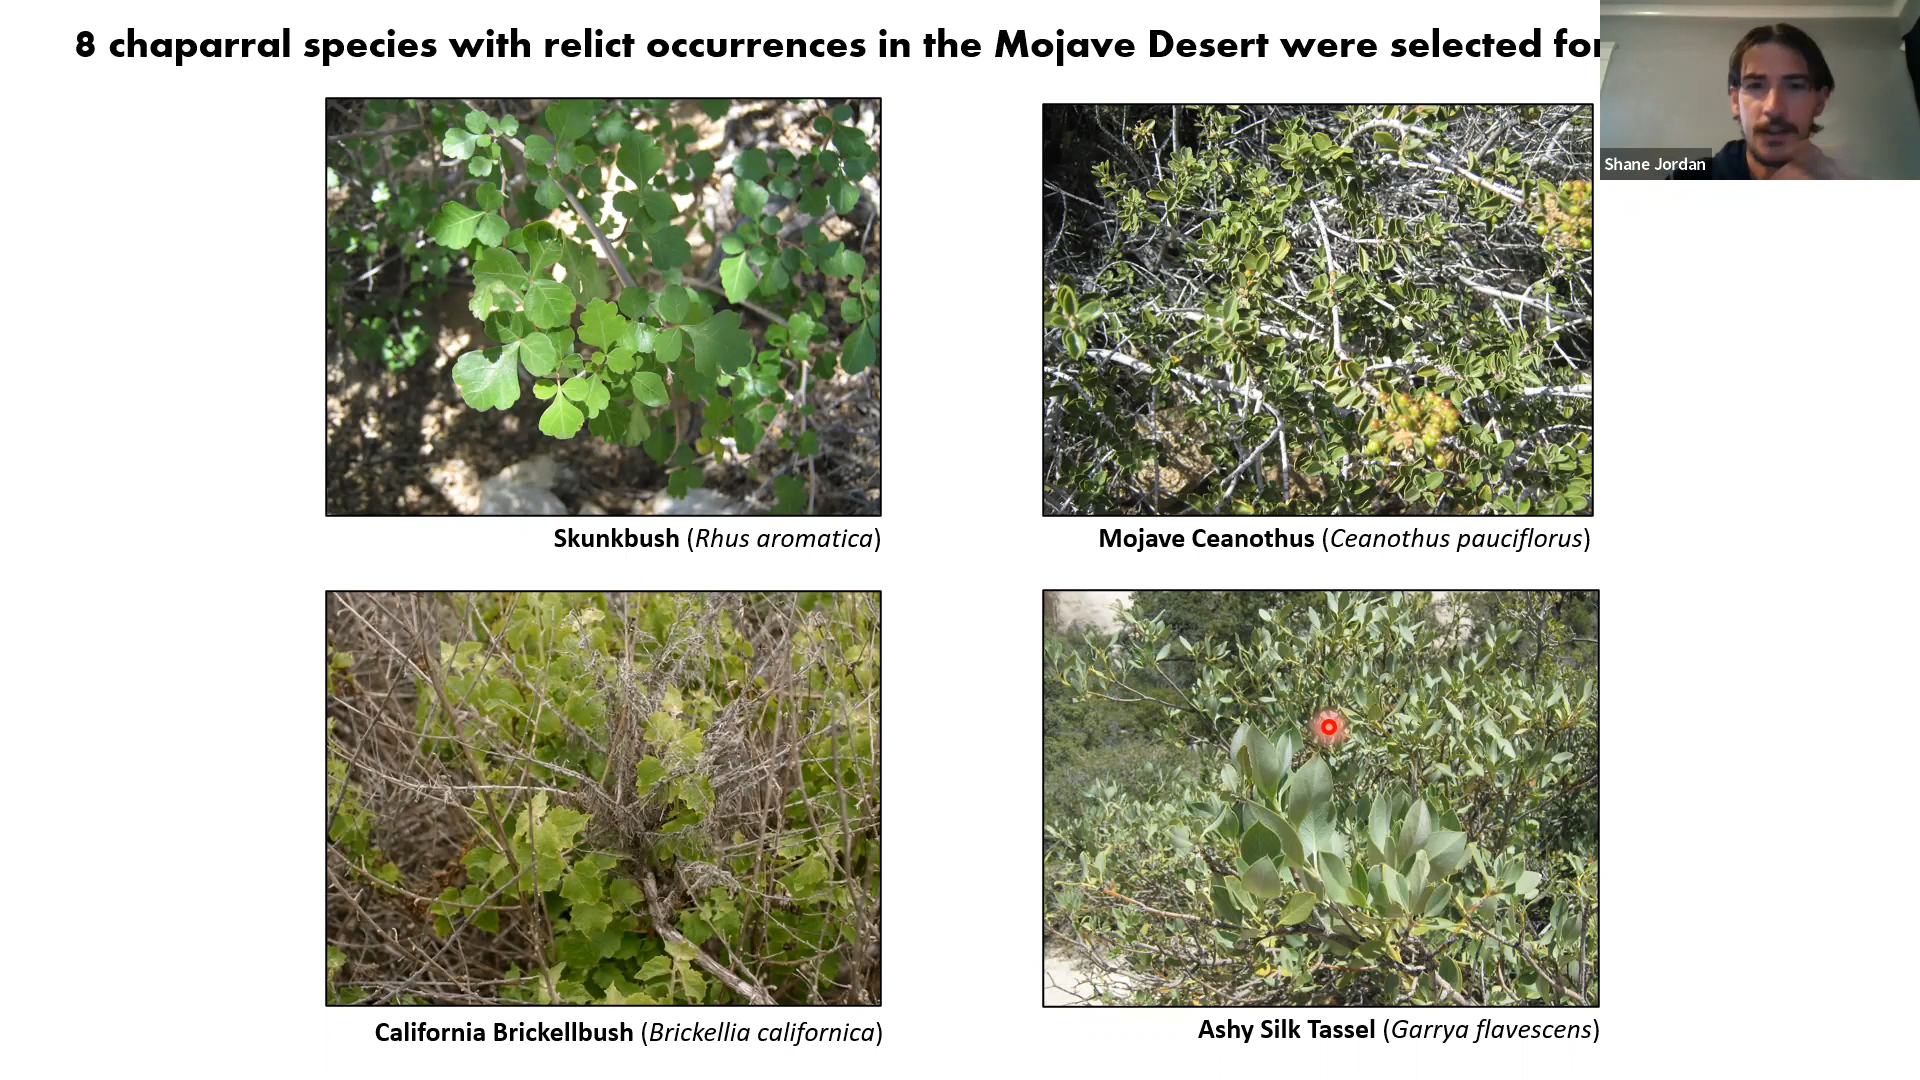 8 chaparral species with relict occurrences in the Mojave Desert were selected for
Shane Jordan
Skunkbush (Rhus aromatica)
Mojave Ceanothus (Ceanothus pauciflorus)
California Brickellbush (Brickellia californica)
Ashy Silk Tassel (Garrya flavescens)